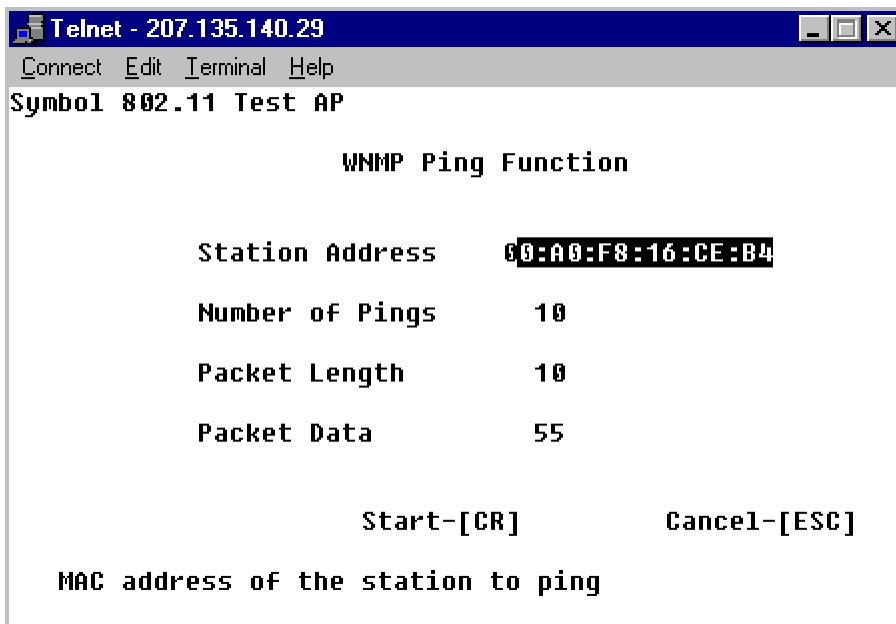 Telnet - 207.135.140.29
Connect Edit Terminal Help
Symbol 802.11 Test AP
WNMP Ping Function
Station Address 00:A0:F8:16:CE:B4
Number of Pings 10
Packet Length 10
Packet Data 55
Start-[CR] Cancel-[ESC]
MAC address of the station to ping